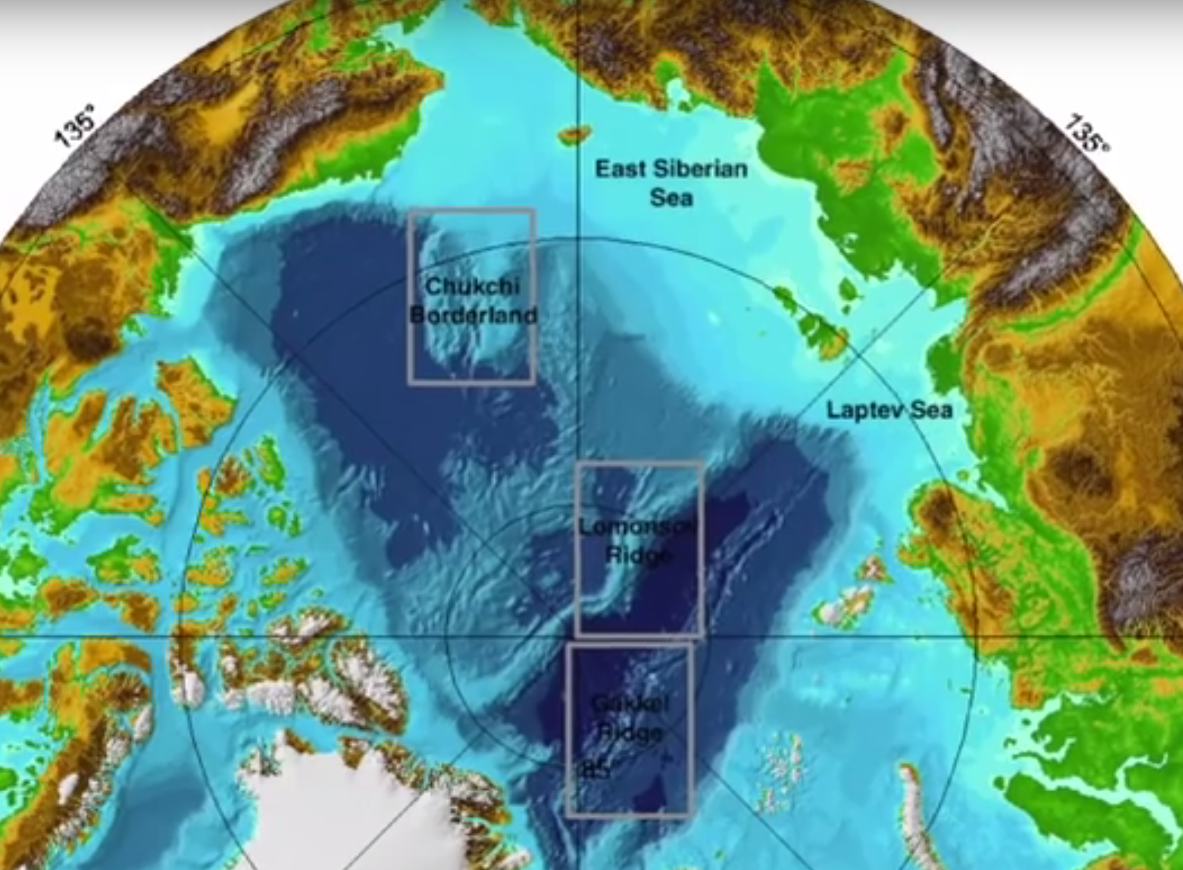 135°
135°
East Siberian
Sea
Chukchi
Borderland
Laptev Sea
Lomonsov
Ridge
Gakkel
Ridge
85°